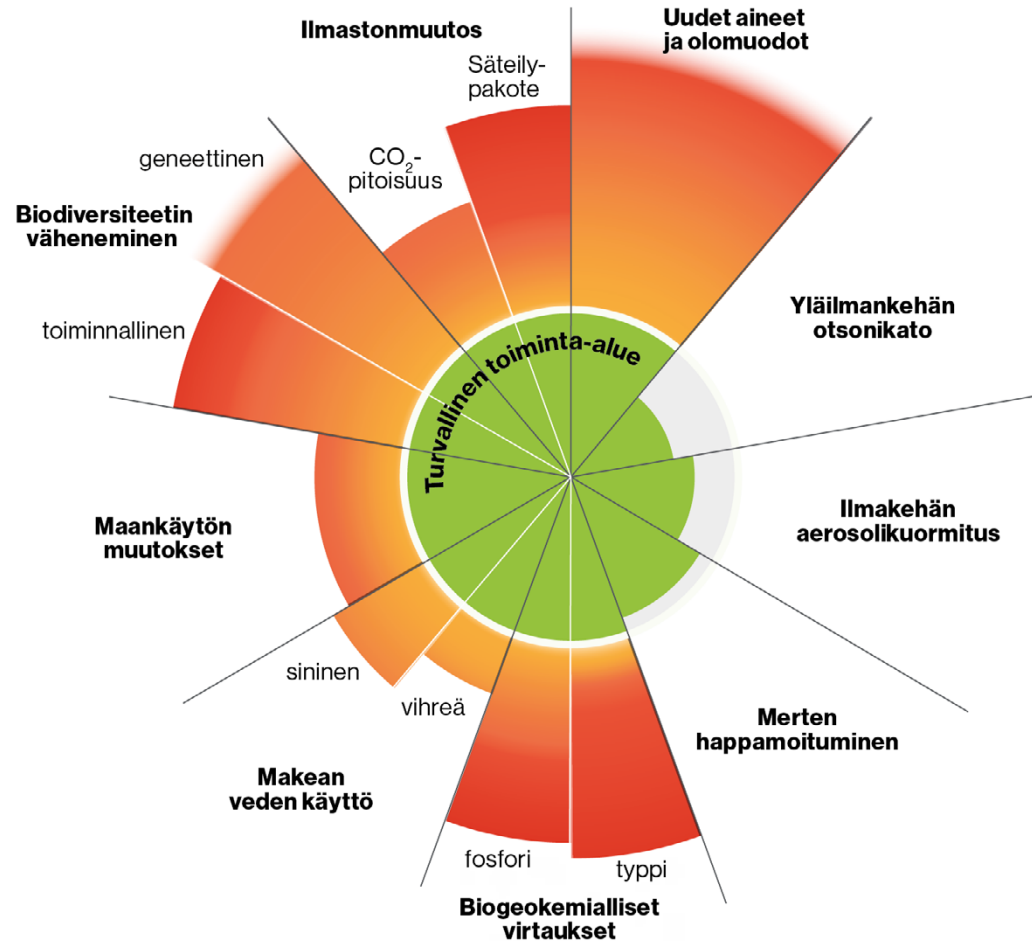 Ilmastonmuutos
Säteily-
pakote
CO₂-
pitoisuus
Uudet aineet
ja olomuodot
Yläilmankehän
otsonikato
Ilmakehän
aerosolikuormitus
Merten
happamoituminen
typpi
fosfori
Biogeokemialliset
virtaukset
Makean
veden käyttö
vihreä
sininen
Maankäytön
muutokset
Biodiversiteetin
väheneminen
toiminnallinen
geneettinen
Turvallinen toiminta-alue